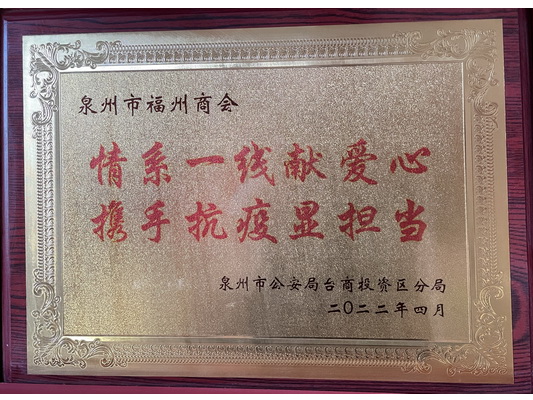 泉州市福州商会
情系一线献爱心
携手抗疫显担当
泉州市公安局台商投资区分局
二〇二二年四月